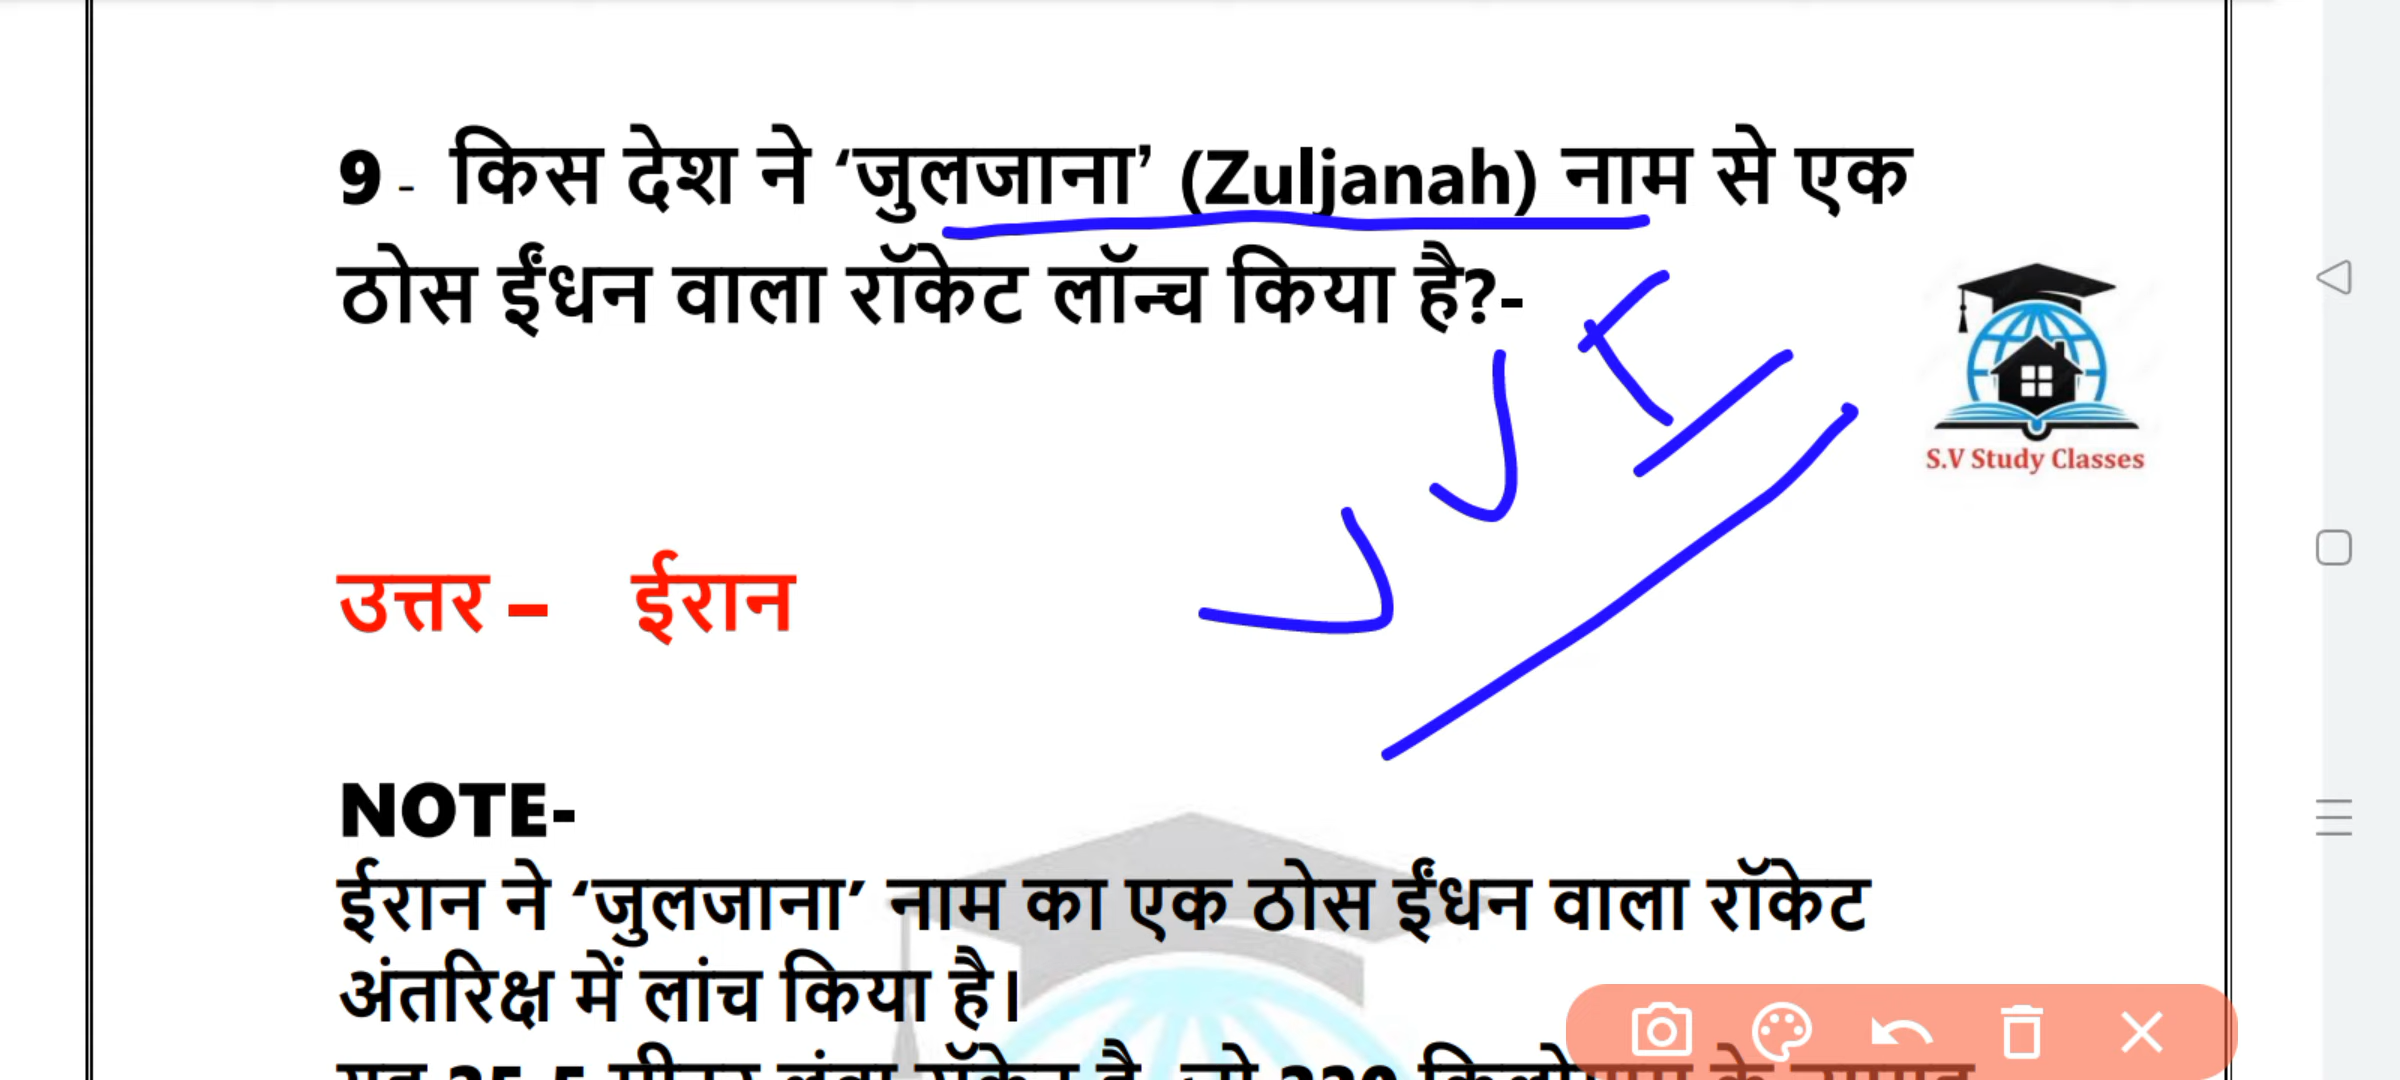 9 - किस देश ने ‘जुलजाना’ (Zuljanah) नाम से एक
ठोस ईंधन वाला रॉकेट लॉन्च किया है?-
S.V Study Classes
उत्तर – ईरान
NOTE-
ईरान ने ‘जुलजाना’ नाम का एक ठोस ईंधन वाला रॉकेट
अंतरिक्ष में लांच किया है।